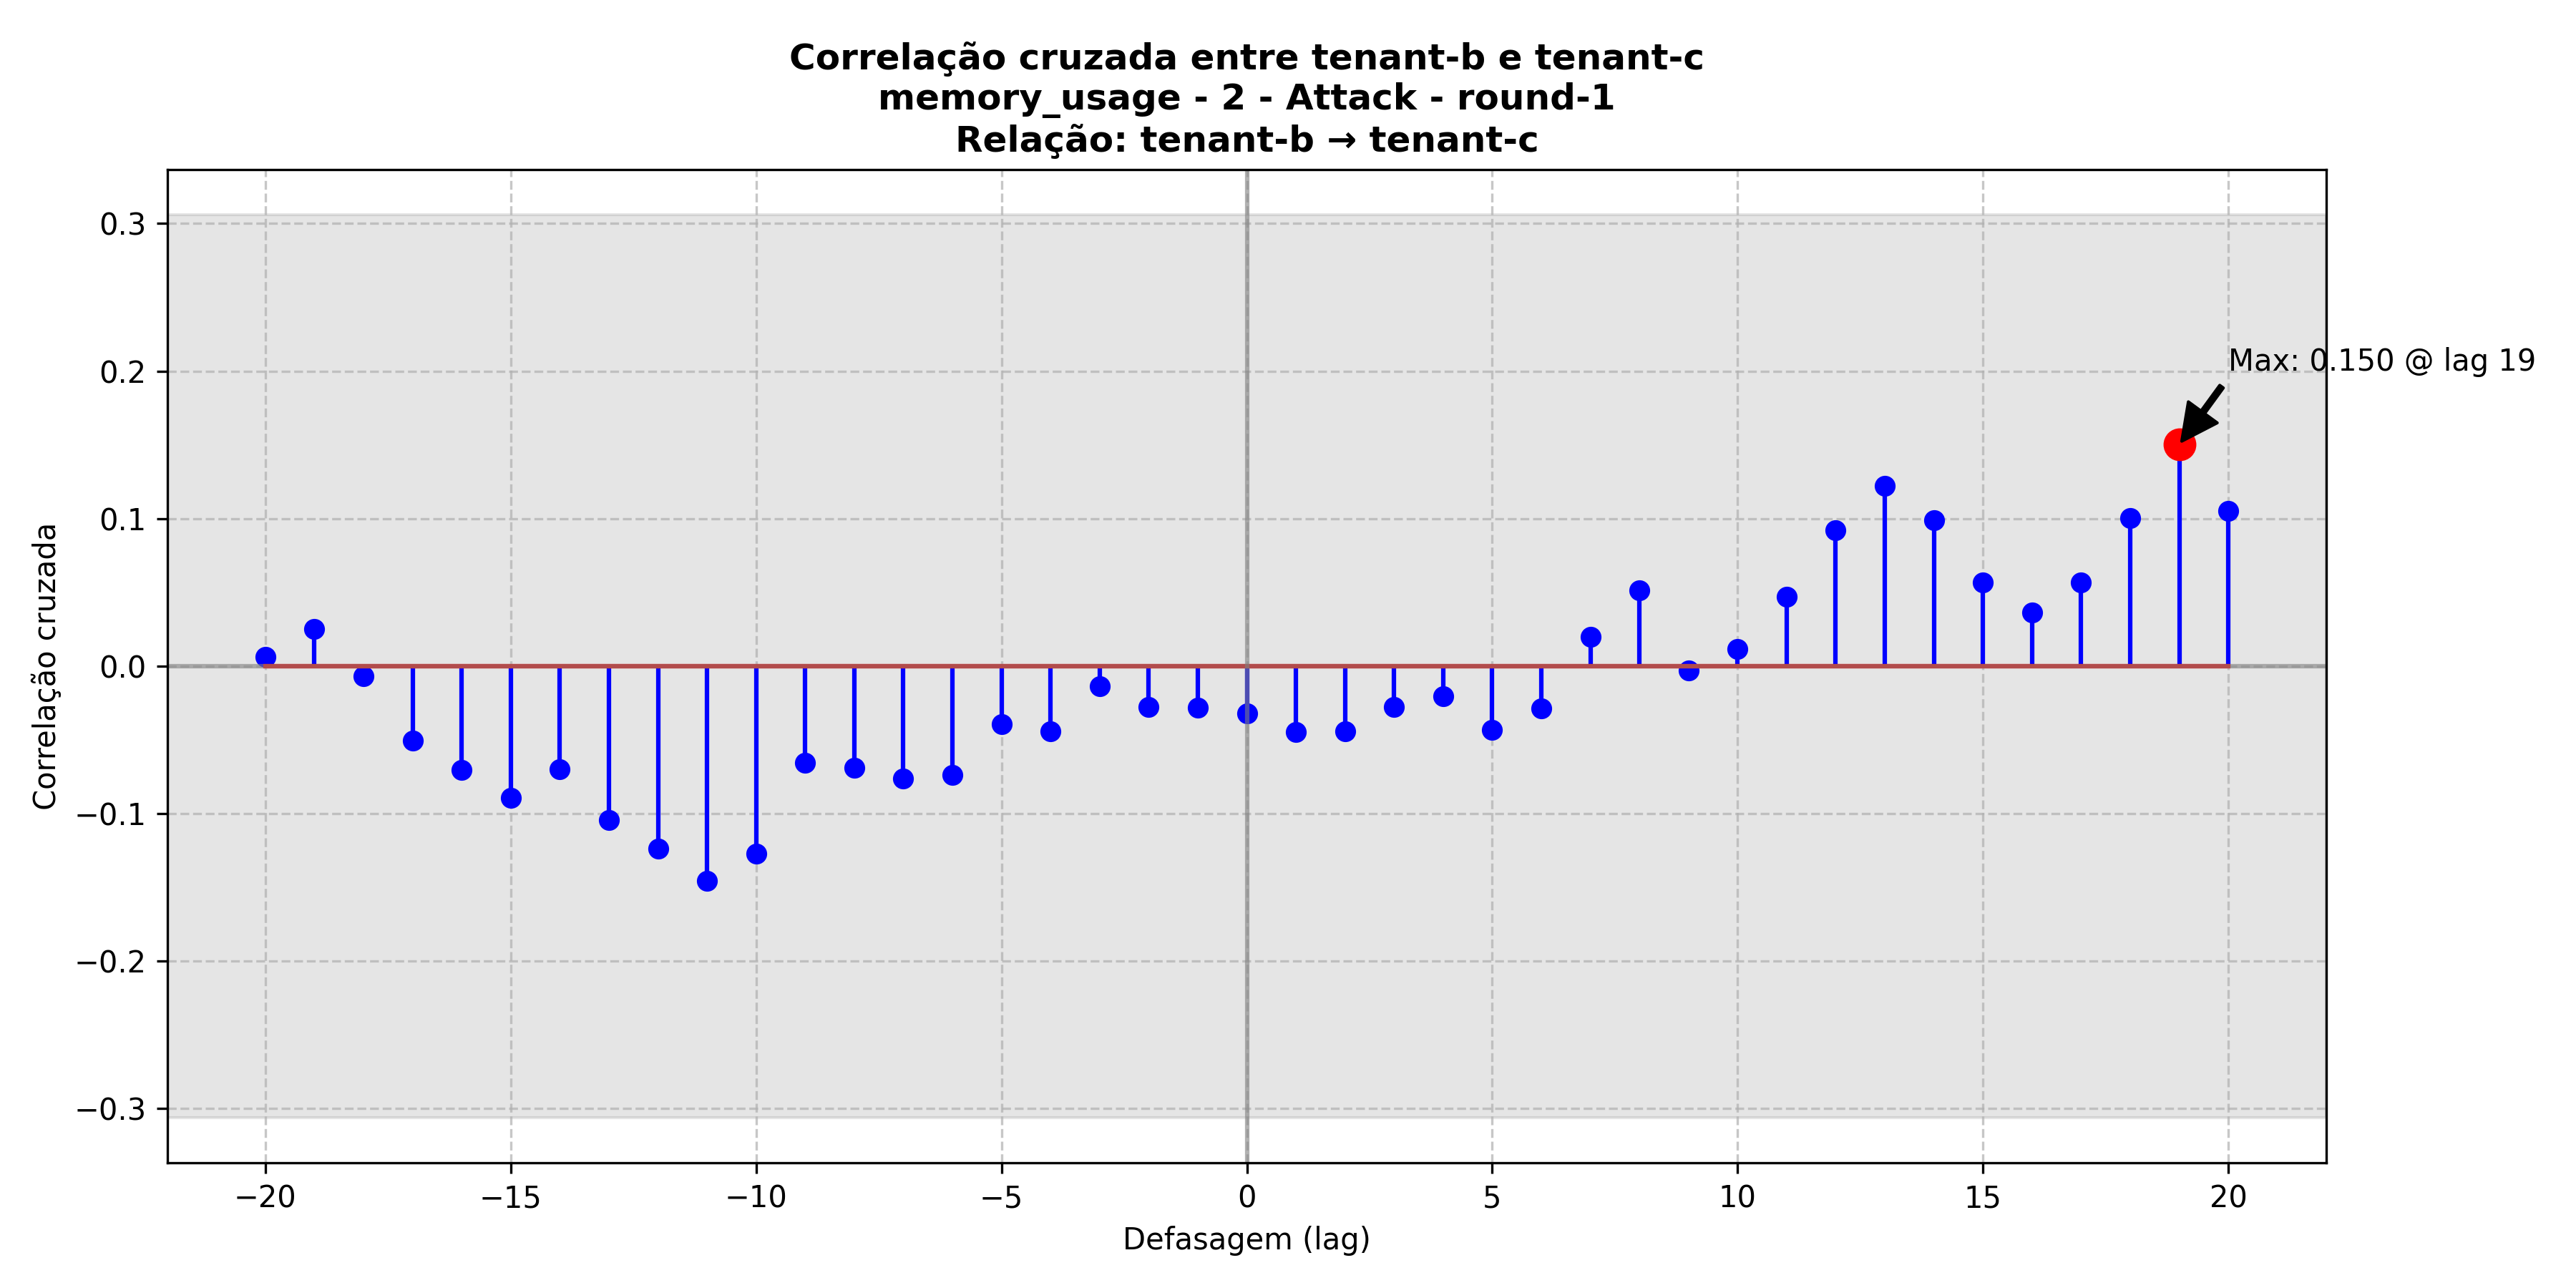 Correlação cruzada entre tenant-b e tenant-c
memory_usage - 2 - Attack - round-1
Relação: tenant-b → tenant-c
0.3
0.2
0.1
0.0
−0.1
−0.2
−0.3
Correlação cruzada
Max: 0.150 @ lag 19
−20
−15
−10
−5
0
5
10
15
20
Defasagem (lag)